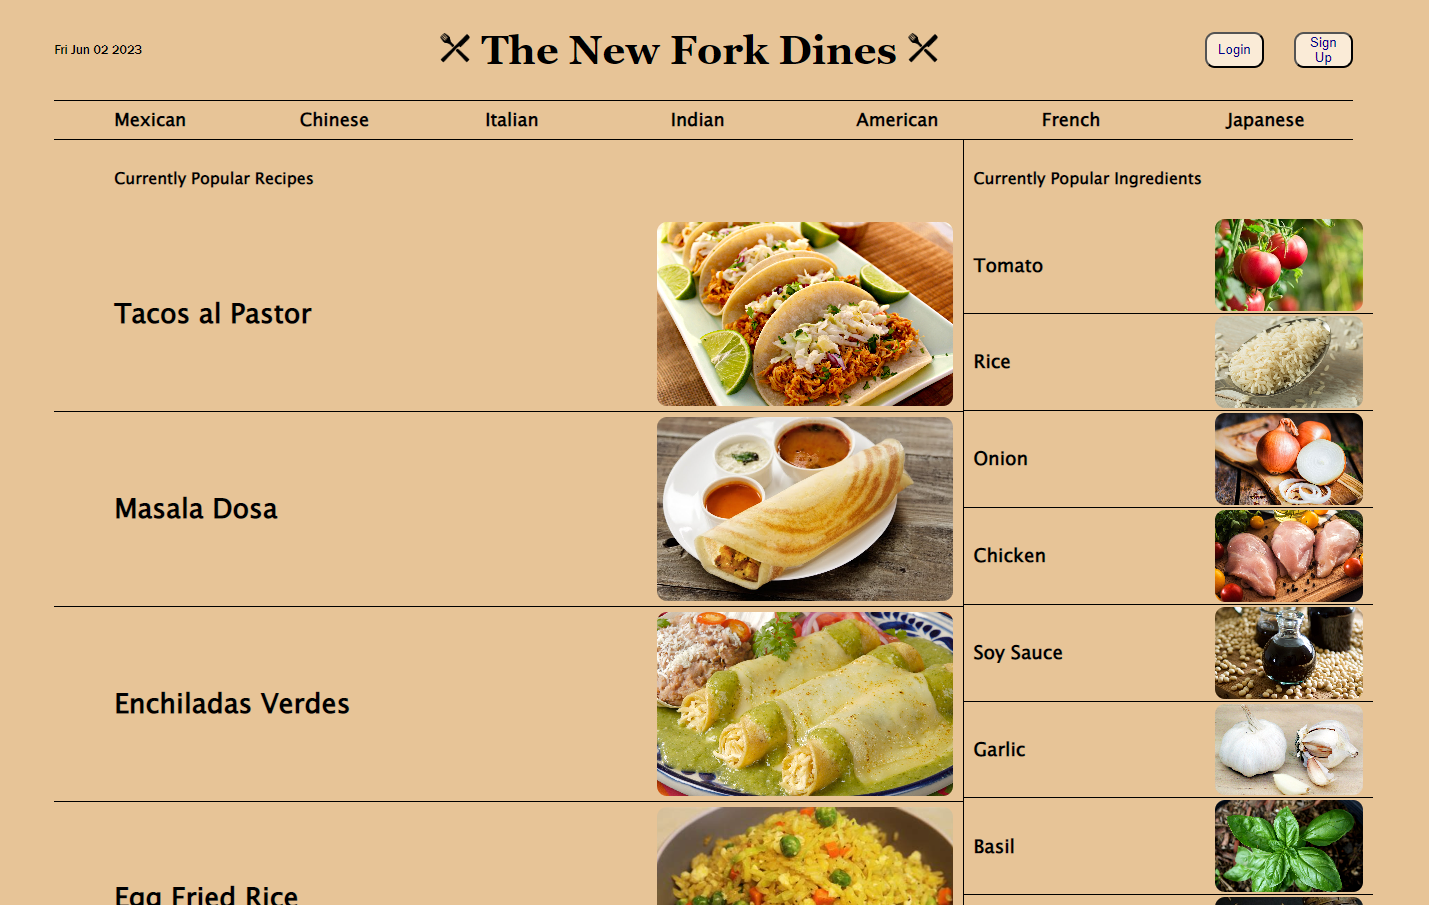 Fri Jun 02 2023
The New Fork Dines
Login
Sign
Up
Mexican
Chinese
Italian
Indian
American
French
Japanese
Currently Popular Recipes
Tacos al Pastor
Masala Dosa
Enchiladas Verdes
Egg Fried Rice
Currently Popular Ingredients
Tomato
Rice
Onion
Chicken
Soy Sauce
Garlic
Basil